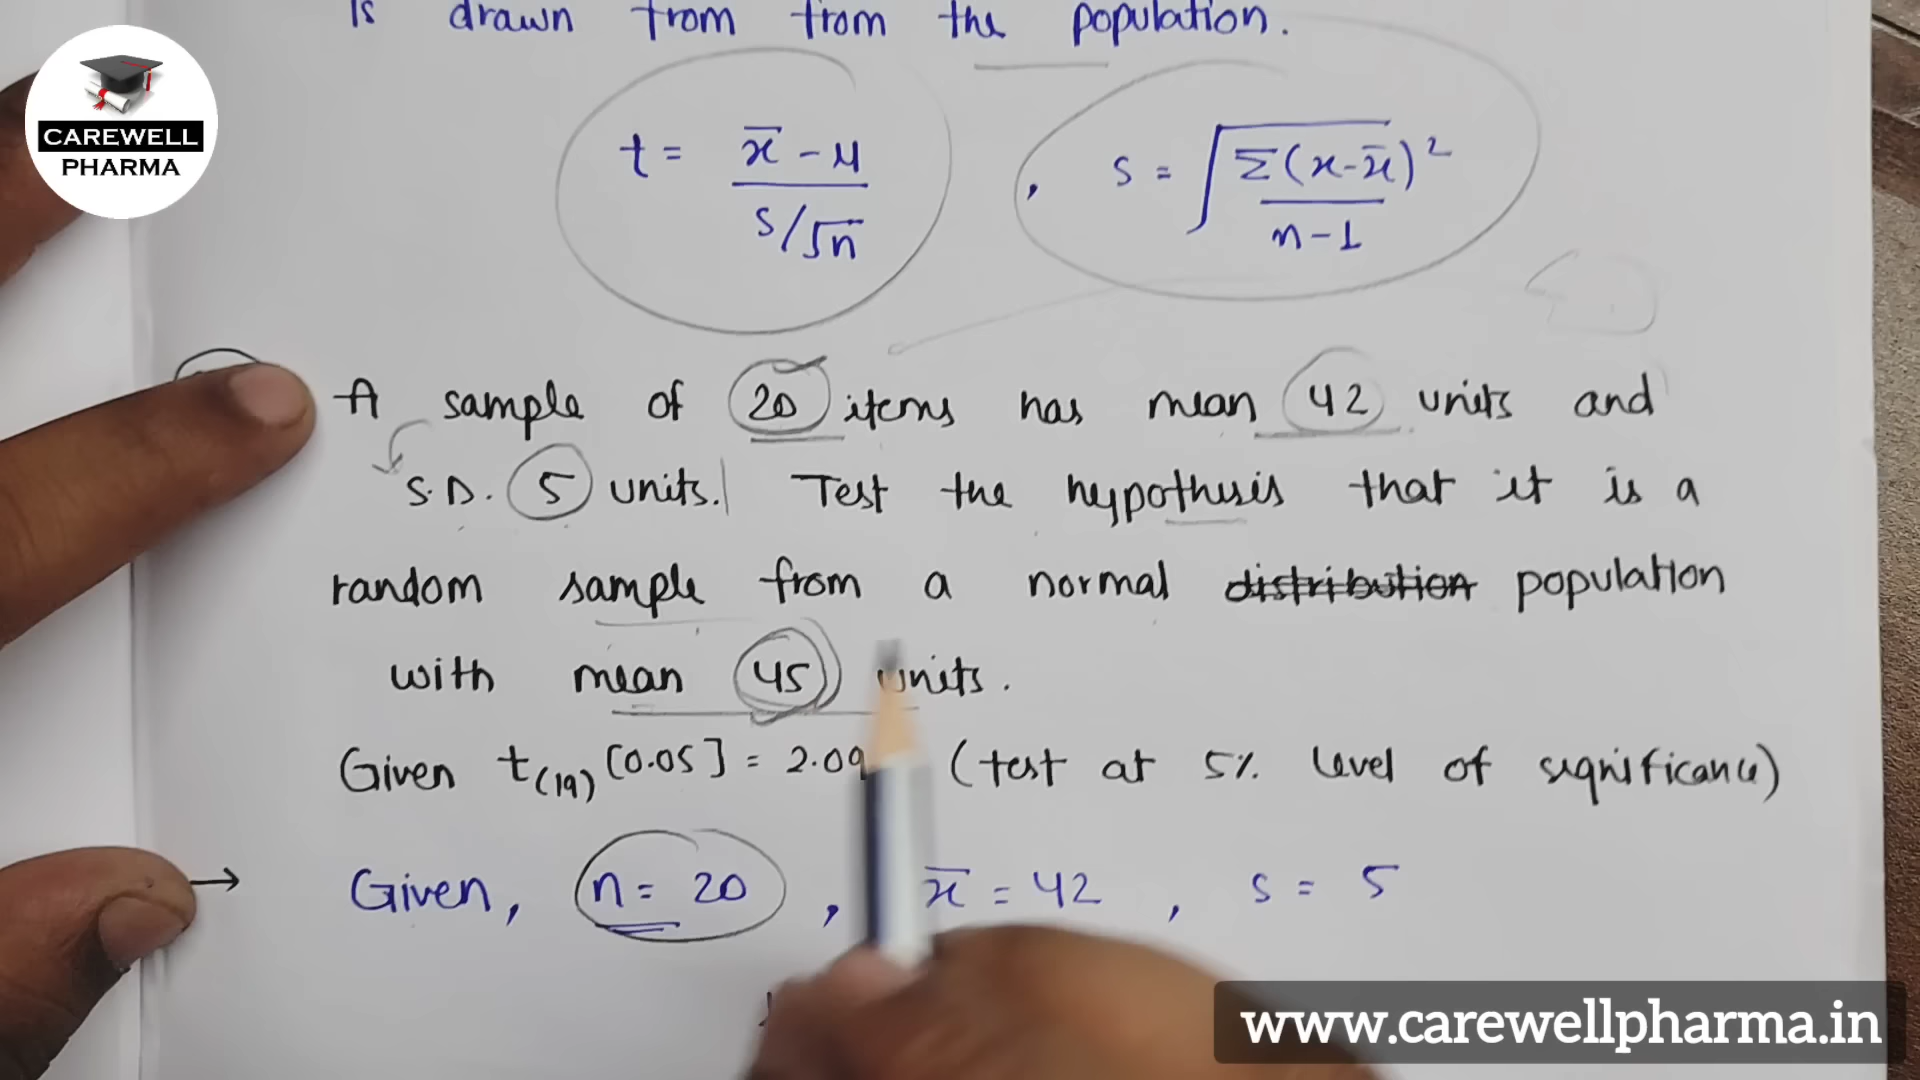 is drawn from from the population.
CAREWELL
PHARMA
t = x̄ - μ / s/√n , s = √Σ(x-x̄)² / n-1
A sample of 20 items has mean 42 units and
S.D. 5 units. Test the hypothesis that it is a
random sample from a normal distribution population
with mean 45 units.
Given t(19) [0.05] = 2.09 (test at 5% level of significance)
→ Given, n = 20 , x̄ = 42 , s = 5
www.carewellpharma.in